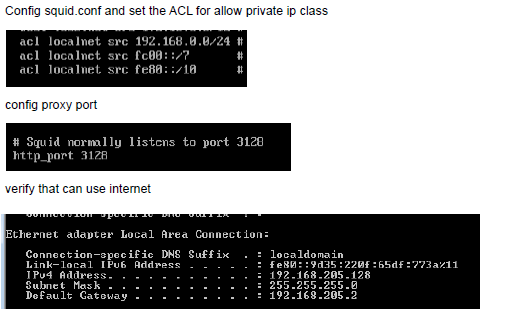 Config squid.conf and set the ACL for allow private ip class
acl localnet src 192.168.0.0/24 #
acl localnet src fc00::/7 #
acl localnet src fe80::/10 #
config proxy port
# Squid normally listens to port 3128
http_port 3128
verify that can use internet
Connection-specific DNS Suffix . :
Ethernet adapter Local Area Connection:
Connection-specific DNS Suffix . : localdomain
Link-local IPv6 Address . . . . . : fe80::9d35:220f:65df:773a%11
IPv4 Address. . . . . . . . . . . : 192.168.205.128
Subnet Mask . . . . . . . . . . . : 255.255.255.0
Default Gateway . . . . . . . . . : 192.168.205.2